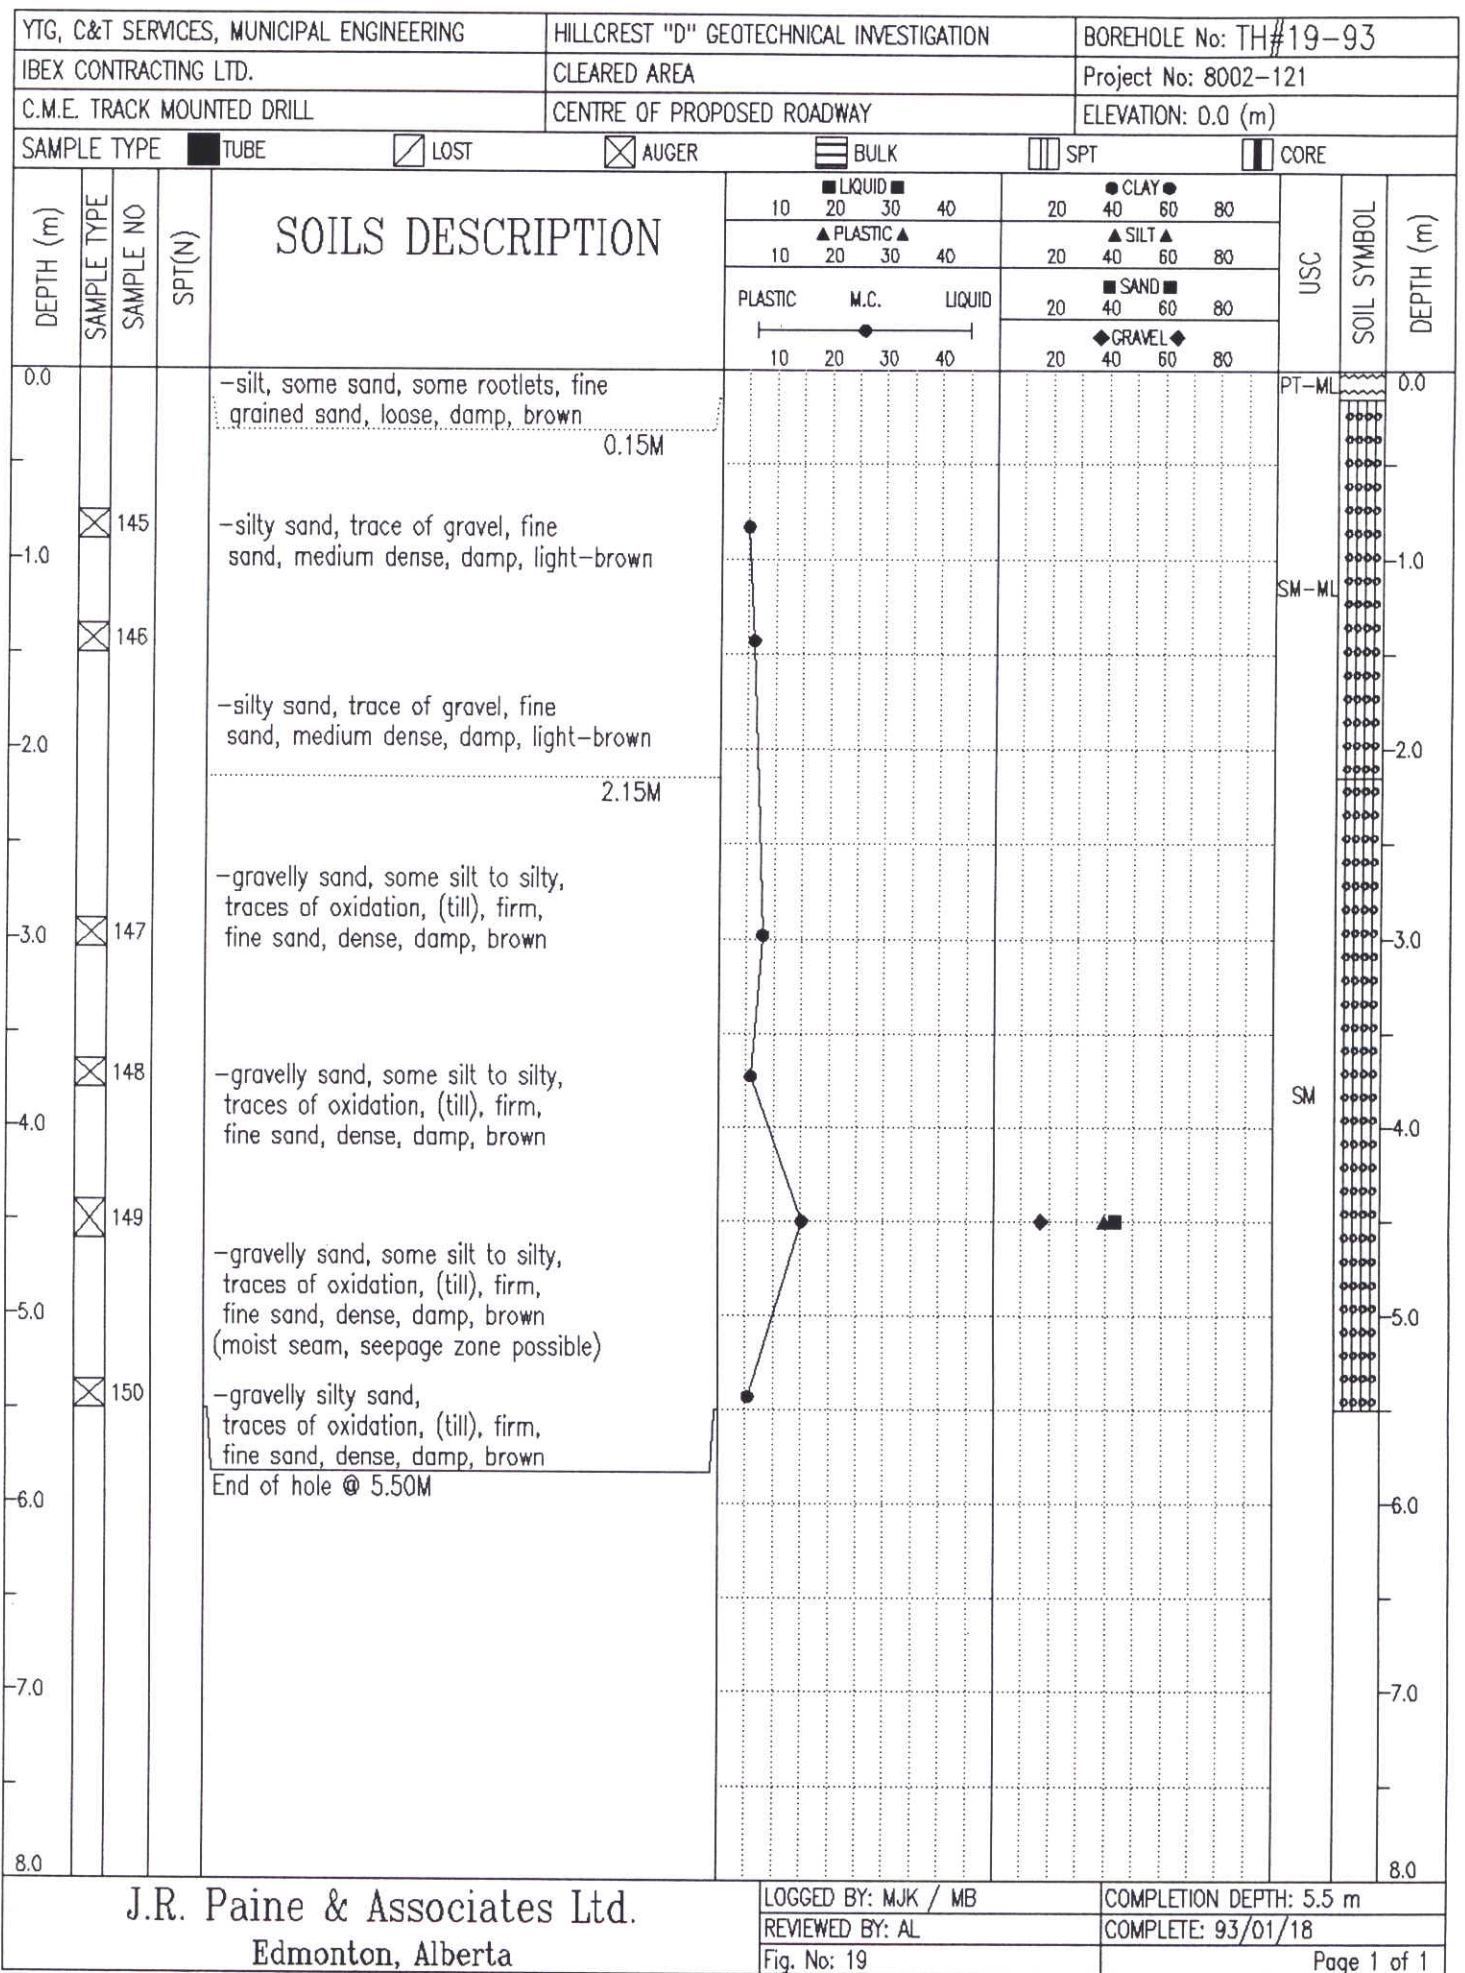 YTG, C&T SERVICES, MUNICIPAL ENGINEERING
HILLCREST "D" GEOTECHNICAL INVESTIGATION
BOREHOLE No: TH#19-93
IBEX CONTRACTING LTD.
CLEARED AREA
Project No: 8002-121
C.M.E. TRACK MOUNTED DRILL
CENTRE OF PROPOSED ROADWAY
ELEVATION: 0.0 (m)
SAMPLE TYPE TUBE LOST AUGER BULK SPT CORE
DEPTH (m)
SAMPLE TYPE
SAMPLE NO
SPT(N)
SOILS DESCRIPTION
LIQUID
10 20 30 40
PLASTIC
10 20 30 40
PLASTIC M.C. LIQUID
10 20 30 40
CLAY
20 40 60 80
SILT
20 40 60 80
SAND
20 40 60 80
GRAVEL
20 40 60 80
USC
SOIL SYMBOL
DEPTH (m)
0.0
-silt, some sand, some rootlets, fine
grained sand, loose, damp, brown
0.15M
PT-ML
0.0
145
-silty sand, trace of gravel, fine
sand, medium dense, damp, light-brown
1.0
1.0
SM-ML
146
-silty sand, trace of gravel, fine
sand, medium dense, damp, light-brown
2.0
2.0
2.15M
-gravelly sand, some silt to silty,
traces of oxidation, (till), firm,
fine sand, dense, damp, brown
147
3.0
3.0
148
-gravelly sand, some silt to silty,
traces of oxidation, (till), firm,
fine sand, dense, damp, brown
SM
4.0
4.0
149
-gravelly sand, some silt to silty,
traces of oxidation, (till), firm,
fine sand, dense, damp, brown
(moist seam, seepage zone possible)
5.0
5.0
150
-gravelly silty sand,
traces of oxidation, (till), firm,
fine sand, dense, damp, brown
End of hole @ 5.50M
6.0
6.0
7.0
7.0
8.0
8.0
J.R. Paine & Associates Ltd.
Edmonton, Alberta
LOGGED BY: MJK / MB
COMPLETION DEPTH: 5.5 m
REVIEWED BY: AL
COMPLETE: 93/01/18
Fig. No: 19
Page 1 of 1